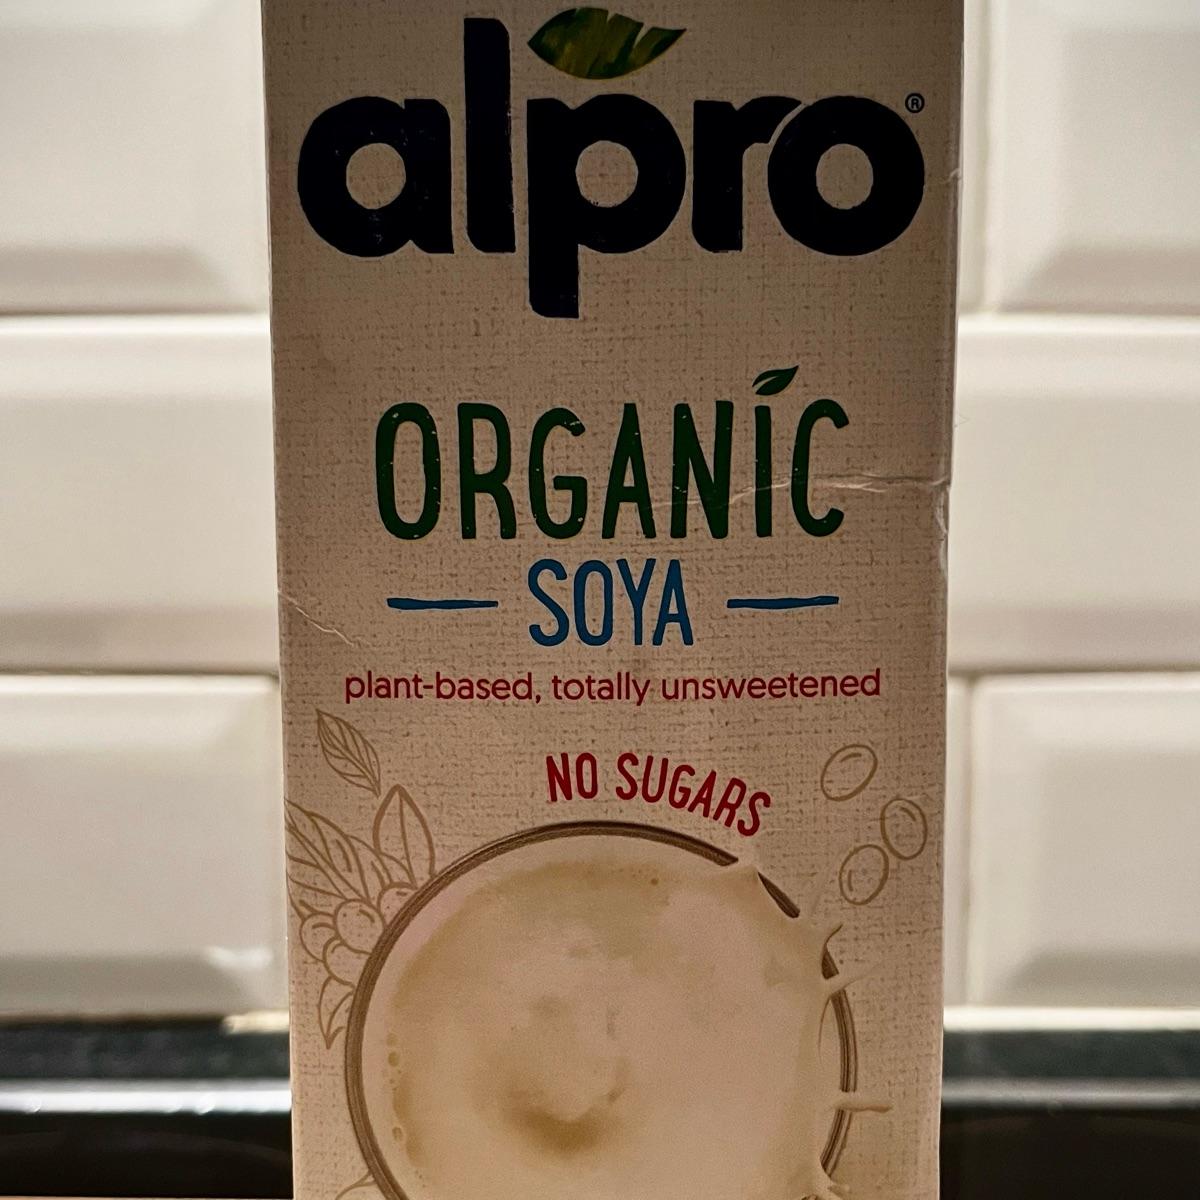 alpro®
ORGANIC
SOYA
plant-based, totally unsweetened
NO SUGARS